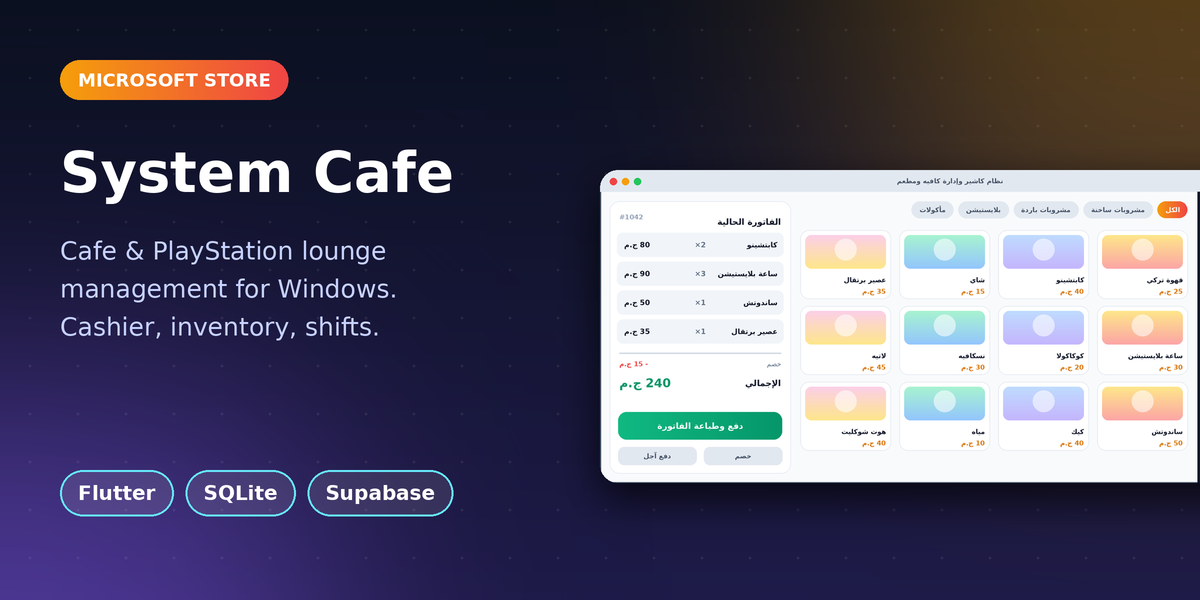 MICROSOFT STORE
System Cafe
Cafe & PlayStation lounge
management for Windows.
Cashier, inventory, shifts.
Flutter
SQLite
Supabase
نظام كاشير وإدارة كافيه ومطعم
الكل
مشروبات ساخنة
مشروبات باردة
بلايستيشن
مأكولات
قهوة تركي
25 ج.م
كابتشينو
40 ج.م
شاي
15 ج.م
عصير برتقال
35 ج.م
ساعة بلايستيشن
30 ج.م
كوكاكولا
20 ج.م
نسكافيه
30 ج.م
لاتيه
45 ج.م
ساندوتش
50 ج.م
كيك
40 ج.م
مياه
10 ج.م
هوت شوكليت
40 ج.م
الفاتورة الحالية #1042
كابتشينو ×2 80 ج.م
ساعة بلايستيشن ×3 90 ج.م
ساندوتش ×1 50 ج.م
عصير برتقال ×1 35 ج.م
خصم - 15 ج.م
الإجمالي 240 ج.م
دفع وطباعة الفاتورة
خصم
دفع آجل